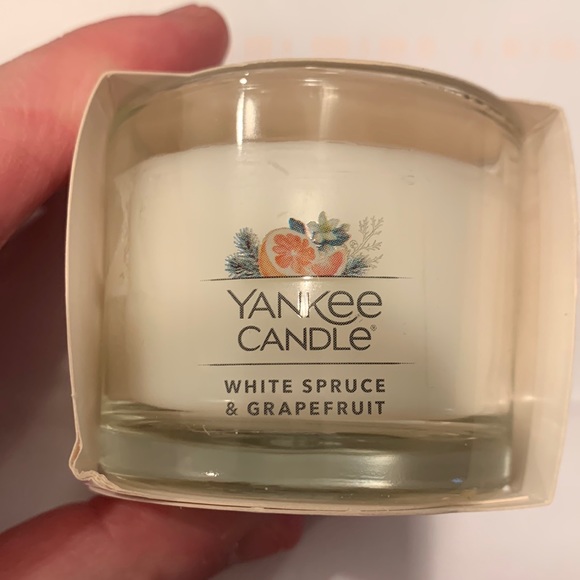 YANKEE
CANDLE®
WHITE SPRUCE
& GRAPEFRUIT